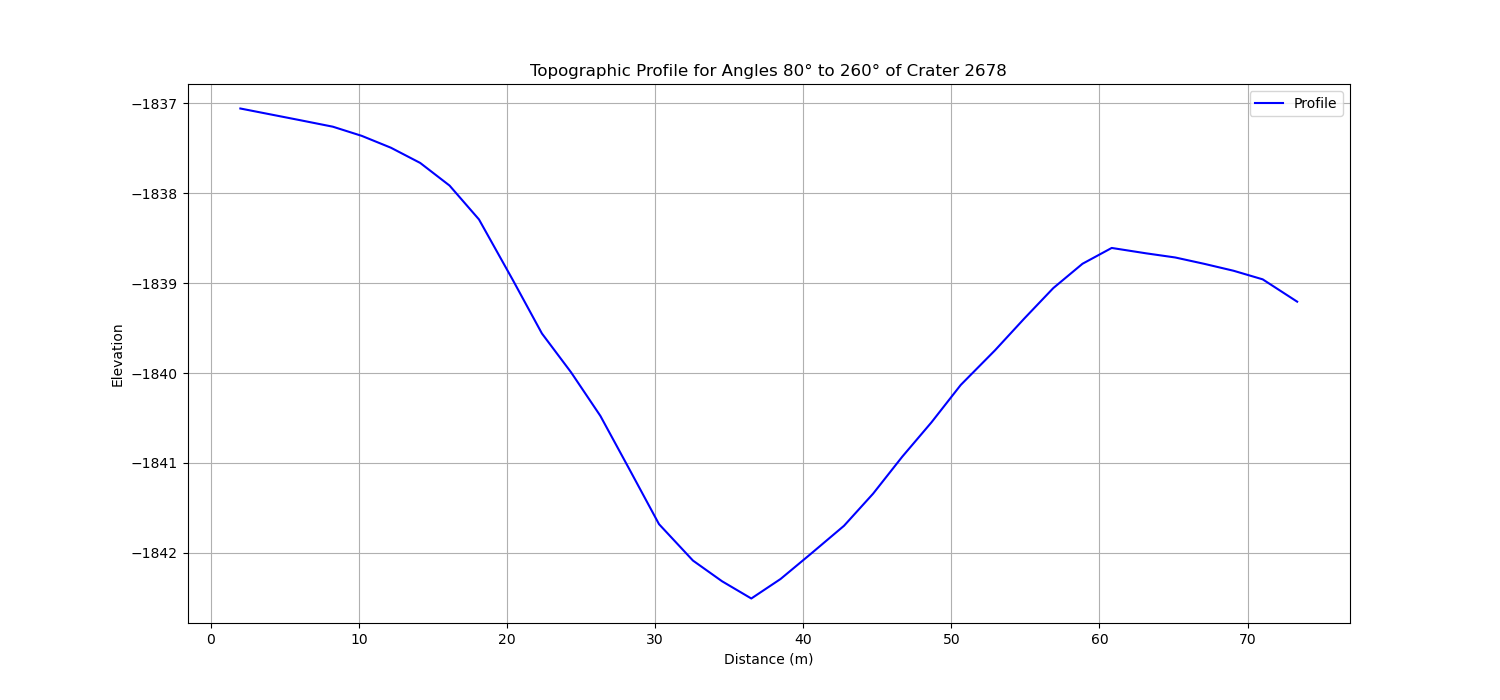 Topographic Profile for Angles 80° to 260° of Crater 2678
Profile
−1837
−1838
−1839
−1840
−1841
−1842
Elevation
0 10 20 30 40 50 60 70
Distance (m)